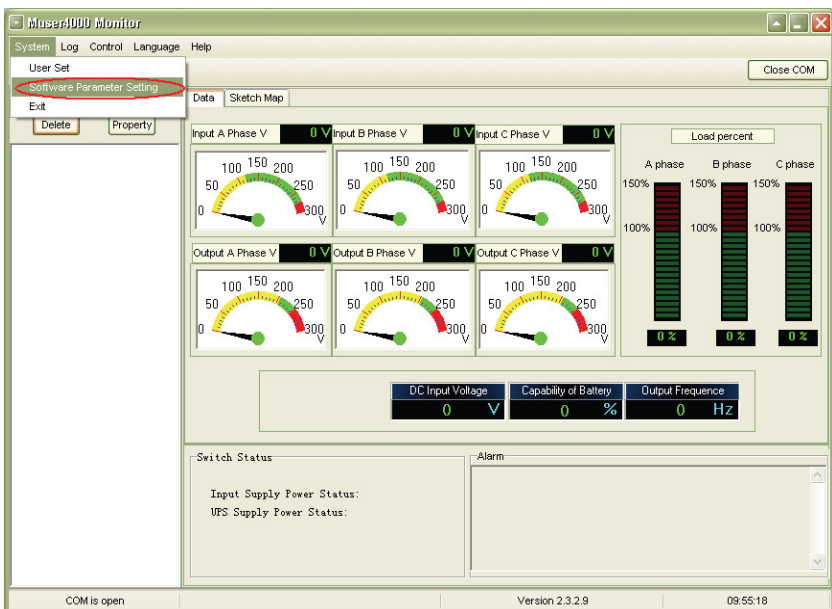 Muser4000 Monitor
System Log Control Language Help
User Set
Software Parameter Setting
Exit
Close COM
Delete Property
Data Sketch Map
Input A Phase V 0 V Input B Phase V 0 V Input C Phase V 0 V
0 50 100 150 200 250 300 V
0 50 100 150 200 250 300 V
0 50 100 150 200 250 300 V
Output A Phase V 0 V Output B Phase V 0 V Output C Phase V 0 V
0 50 100 150 200 250 300 V
0 50 100 150 200 250 300 V
0 50 100 150 200 250 300 V
Load percent
A phase B phase C phase
150% 150% 150%
100% 100% 100%
0 % 0 % 0 %
DC Input Voltage Capability of Battery Output Frequence
0 V 0 % 0 Hz
Switch Status
Input Supply Power Status:
UPS Supply Power Status:
Alarm
COM is open Version 2.3.2.9 09:55:18